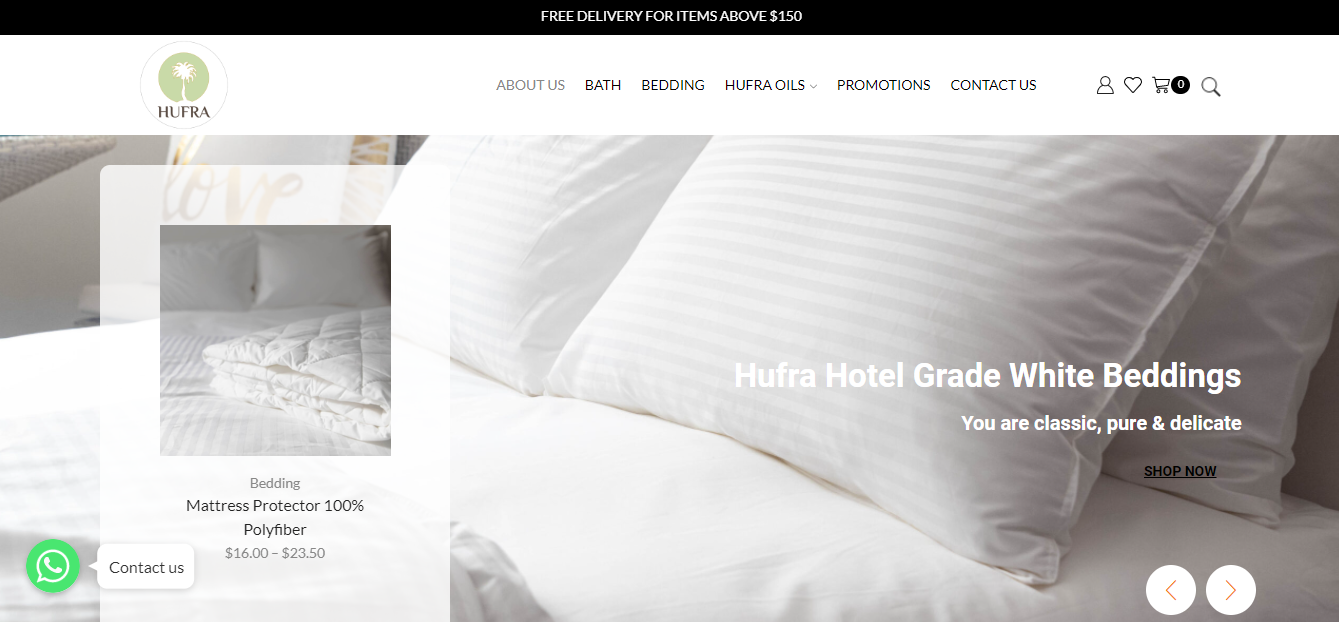 FREE DELIVERY FOR ITEMS ABOVE $150
HUFRA
ABOUT US BATH BEDDING HUFRA OILS PROMOTIONS CONTACT US 0
love
Hufra Hotel Grade White Beddings
You are classic, pure & delicate
SHOP NOW
Bedding
Mattress Protector 100%
Polyfiber
$16.00 – $23.50
Contact us